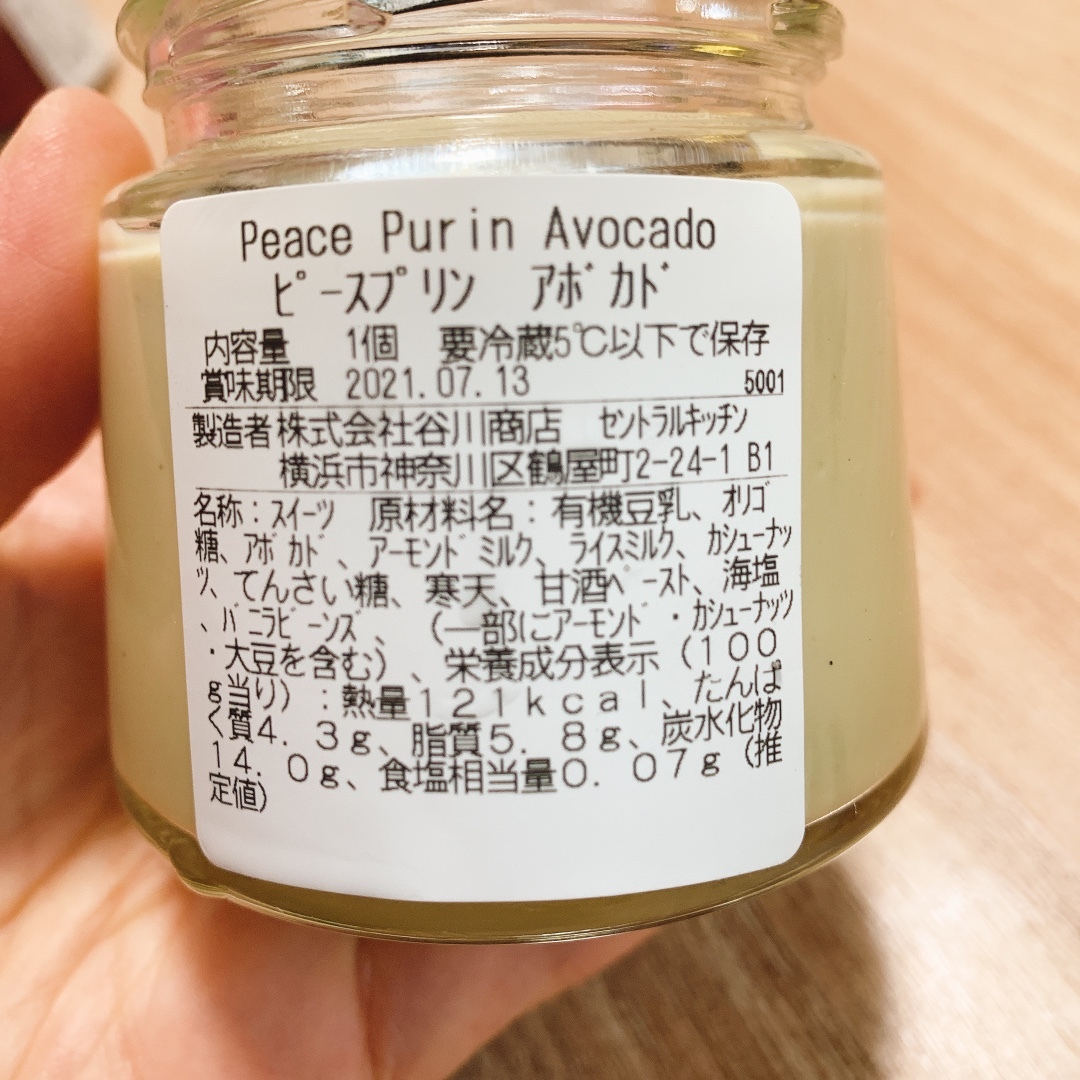 Peace Purin Avocado
ピースプリン　アボカド
内容量　1個　要冷蔵5℃以下で保存
賞味期限　2021.07.13　5001
製造者 株式会社谷川商店　セントラルキッチン
横浜市神奈川区鶴屋町2-24-1 B1
名称：スイーツ　原材料名：有機豆乳、オリゴ
糖、アボカド、アーモンドミルク、ライスミルク、カシューナッ
ツ、てんさい糖、寒天、甘酒ペースト、海塩
、バニラビーンズ、（一部にアーモンド・カシューナッツ
・大豆を含む）、栄養成分表示（１００
ｇ当り）：熱量１２１ｋｃａｌ、たんぱ
く質４．３ｇ、脂質５．８ｇ、炭水化物
１４．０ｇ、食塩相当量０．０７ｇ（推
定値）